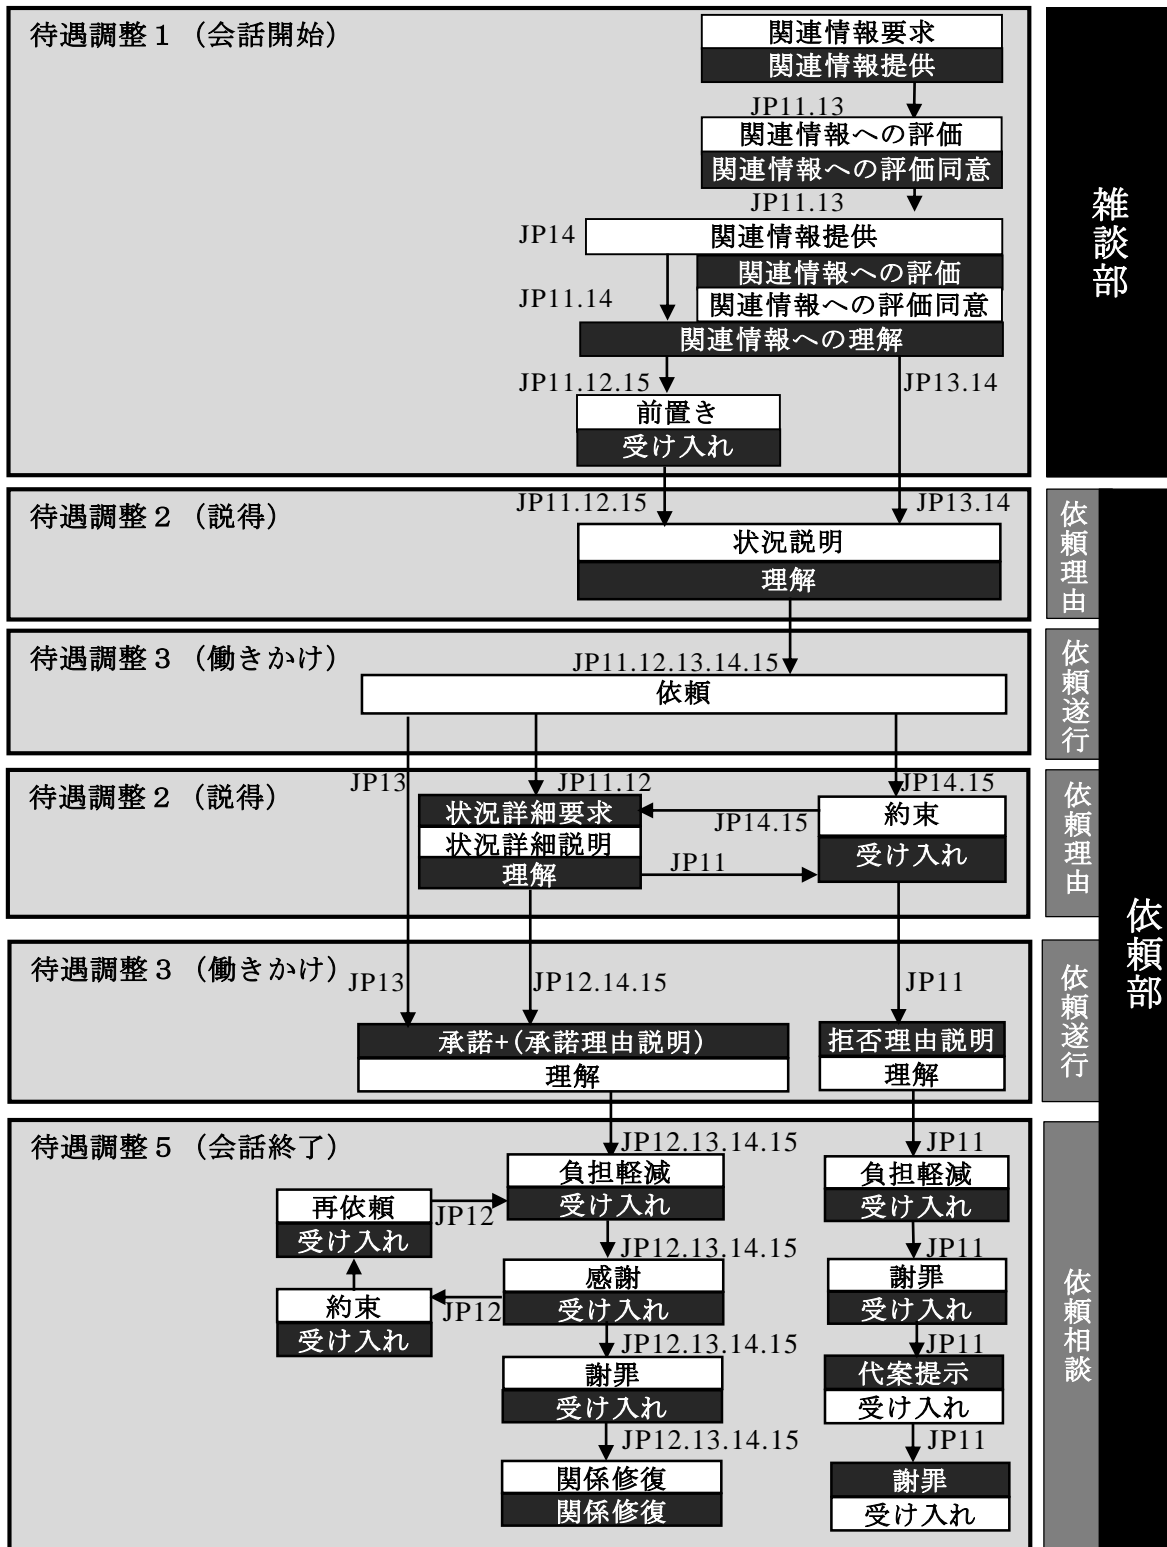 待遇調整１（会話開始）
関連情報要求
関連情報提供
JP11.13
関連情報への評価
関連情報への評価同意
JP11.13
JP14
関連情報提供
関連情報への評価
JP11.14
関連情報への評価同意
関連情報への理解
JP11.12.15
JP13.14
前置き
受け入れ
雑談部
待遇調整２（説得）
JP11.12.15
JP13.14
状況説明
理解
依頼理由
待遇調整３（働きかけ）
JP11.12.13.14.15
依頼
依頼遂行
待遇調整２（説得）
JP13
JP11.12
JP14.15
状況詳細要求
状況詳細説明
理解
JP14.15
JP11
約束
受け入れ
依頼理由
依頼部
待遇調整３（働きかけ）
JP13
JP12.14.15
JP11
承諾+(承諾理由説明)
理解
拒否理由説明
理解
依頼遂行
待遇調整５（会話終了）
JP12.13.14.15
JP11
負担軽減
受け入れ
負担軽減
受け入れ
再依頼
受け入れ
JP12
JP12.13.14.15
JP11
感謝
受け入れ
謝罪
受け入れ
約束
受け入れ
JP12
JP12.13.14.15
JP11
謝罪
受け入れ
代案提示
受け入れ
JP12.13.14.15
JP11
関係修復
関係修復
謝罪
受け入れ
依頼相談